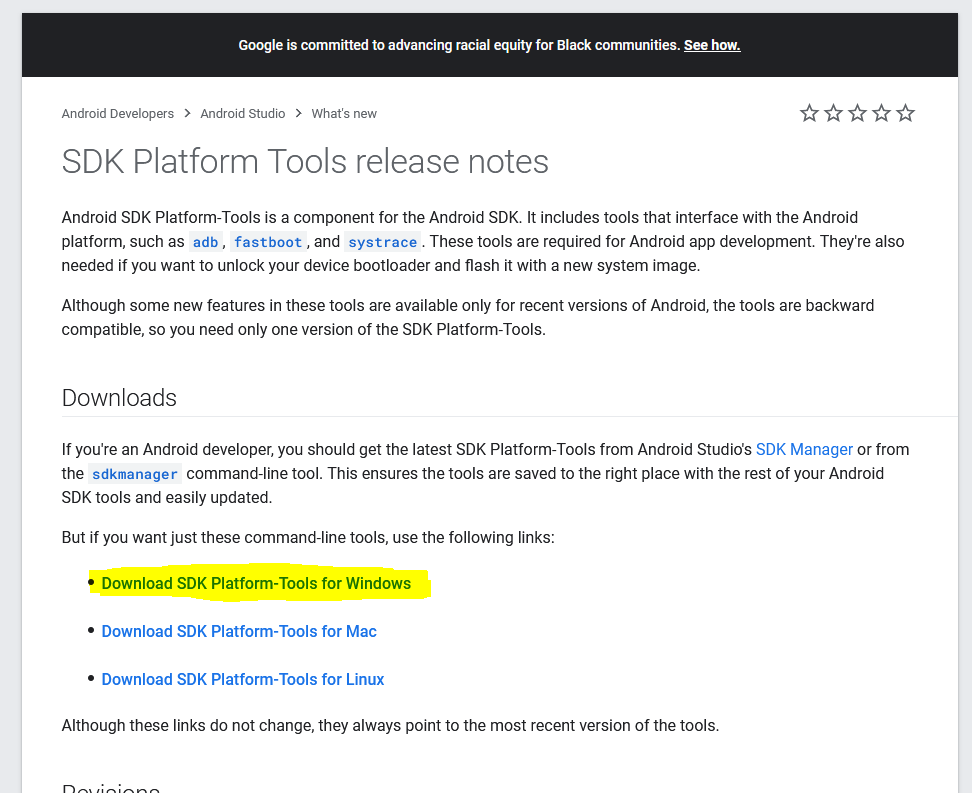 Google is committed to advancing racial equity for Black communities. See how.
Android Developers > Android Studio > What's new
SDK Platform Tools release notes
Android SDK Platform-Tools is a component for the Android SDK. It includes tools that interface with the Android
platform, such as adb, fastboot, and systrace. These tools are required for Android app development. They're also
needed if you want to unlock your device bootloader and flash it with a new system image.
Although some new features in these tools are available only for recent versions of Android, the tools are backward
compatible, so you need only one version of the SDK Platform-Tools.
Downloads
If you're an Android developer, you should get the latest SDK Platform-Tools from Android Studio's SDK Manager or from
the sdkmanager command-line tool. This ensures the tools are saved to the right place with the rest of your Android
SDK tools and easily updated.
But if you want just these command-line tools, use the following links:
• Download SDK Platform-Tools for Windows
• Download SDK Platform-Tools for Mac
• Download SDK Platform-Tools for Linux
Although these links do not change, they always point to the most recent version of the tools.
Revisions